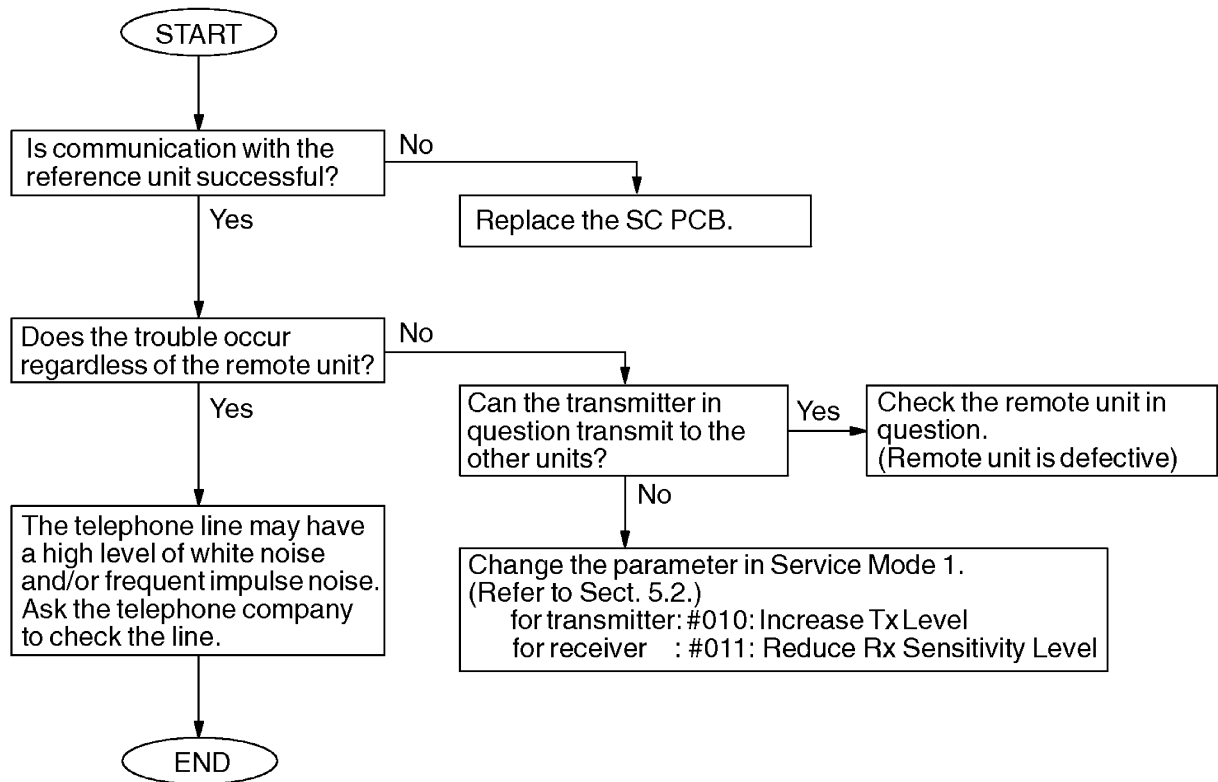 START
Is communication with the
reference unit successful?
No
Yes
Replace the SC PCB.
Does the trouble occur
regardless of the remote unit?
No
Yes
Can the transmitter in
question transmit to the
other units?
Yes
No
Check the remote unit in
question.
(Remote unit is defective)
The telephone line may have
a high level of white noise
and/or frequent impulse noise.
Ask the telephone company
to check the line.
Change the parameter in Service Mode 1.
(Refer to Sect. 5.2.)
for transmitter: #010: Increase Tx Level
for receiver : #011: Reduce Rx Sensitivity Level
END